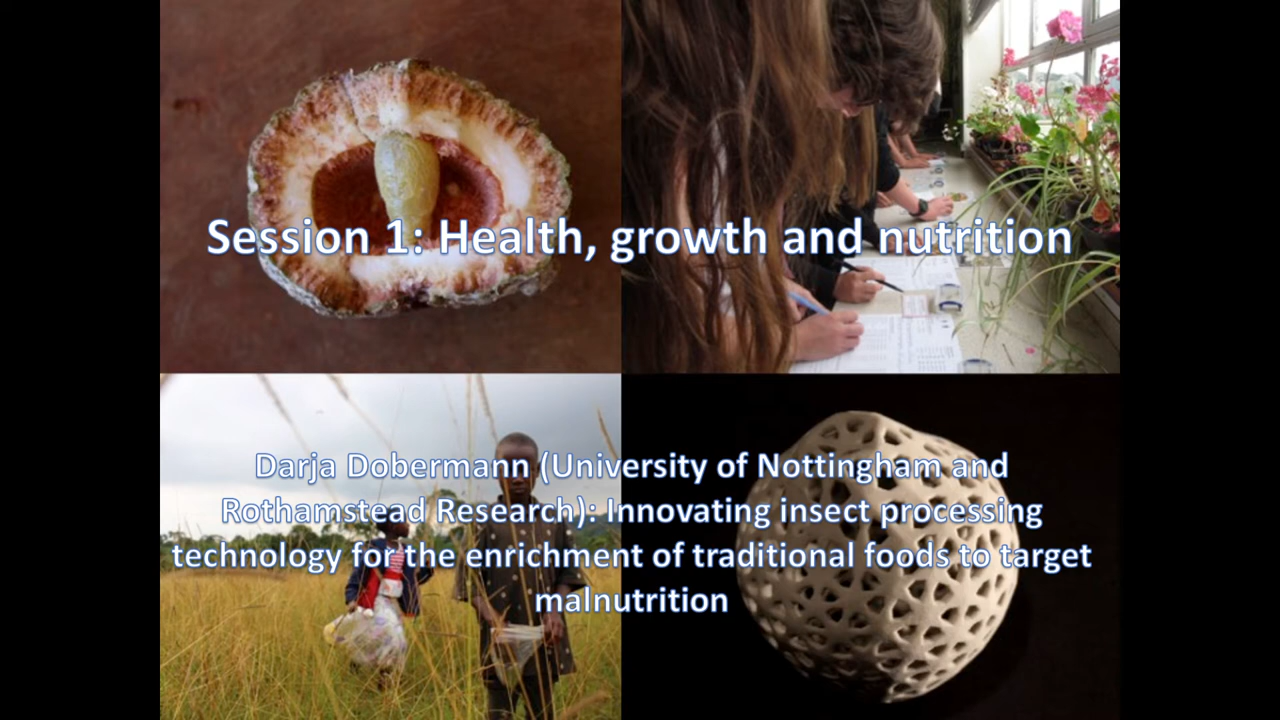 Session 1: Health, growth and nutrition
Darja Dobermann (University of Nottingham and
Rothamstead Research): Innovating insect processing
technology for the enrichment of traditional foods to target
malnutrition